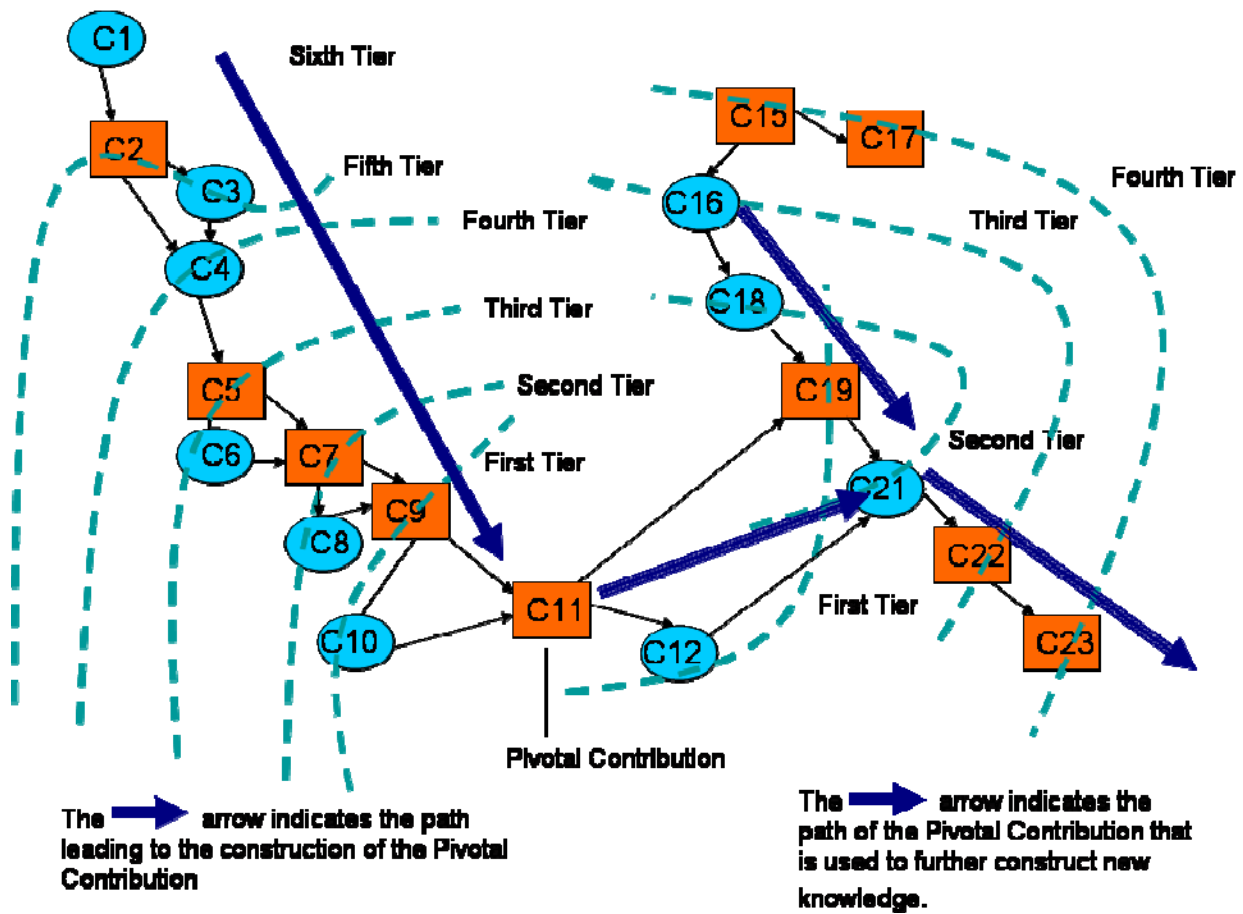 C1
Sixth Tier
C2
Fifth Tier
C3
Fourth Tier
C4
Third Tier
C5
Second Tier
C6
C7
First Tier
C9
C8
C10
C11
C12
Pivotal Contribution
C15
C17
Fourth Tier
C16
Third Tier
C18
C19
Second Tier
C21
C22
First Tier
C23
The arrow indicates the path
leading to the construction of the Pivotal
Contribution
The arrow indicates the
path of the Pivotal Contribution that
is used to further construct new
knowledge.